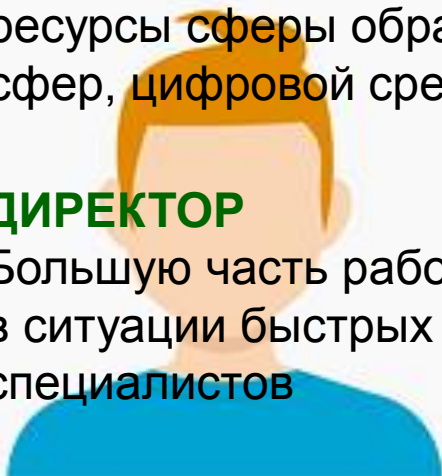 ресурсы сферы обра
сфер, цифровой сре
ДИРЕКТОР
Большую часть рабо
в ситуации быстрых
специалистов